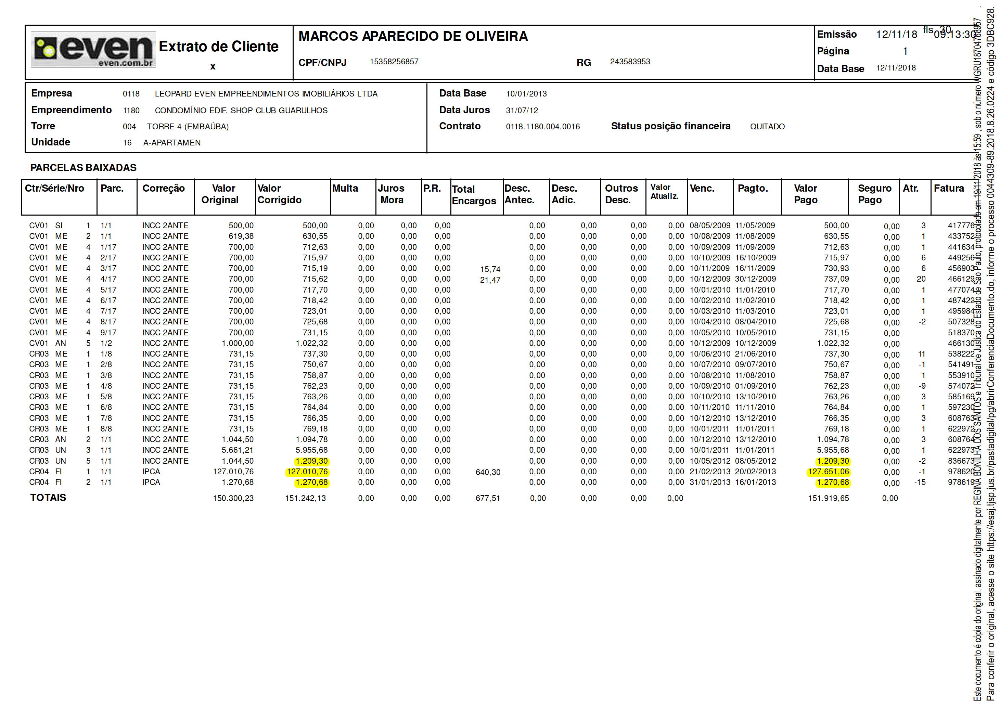 even
even.com.br
Extrato de Cliente
x
MARCOS APARECIDO DE OLIVEIRA
CPF/CNPJ 15358256857 RG 243583953
fls. 30
Emissão 12/11/18 09:13:30
Página 1
Data Base 12/11/2018
Empresa 0118 LEOPARD EVEN EMPREENDIMENTOS IMOBILIÁRIOS LTDA
Empreendimento 1180 CONDOMÍNIO EDIF. SHOP CLUB GUARULHOS
Torre 004 TORRE 4 (EMBAÚBA)
Unidade 16 A-APARTAMEN
Data Base 10/01/2013
Data Juros 31/07/12
Contrato 0118.1180.004.0016 Status posição financeira QUITADO
PARCELAS BAIXADAS
Ctr/Série/Nro Parc. Correção Valor Original Valor Corrigido Multa Juros Mora P.R. Total Encargos Desc. Antec. Desc. Adic. Outros Desc. Valor Atualiz. Venc. Pagto. Valor Pago Seguro Pago Atr. Fatura
CV01 SI 1 1/1 INCC 2ANTE 500,00 500,00 0,00 0,00 0,00 0,00 0,00 0,00 0,00 08/05/2009 11/05/2009 500,00 0,00 3 417776
CV01 ME 2 1/1 INCC 2ANTE 619,38 630,55 0,00 0,00 0,00 0,00 0,00 0,00 0,00 10/08/2009 11/08/2009 630,55 0,00 1 433752
CV01 ME 4 1/17 INCC 2ANTE 700,00 712,63 0,00 0,00 0,00 0,00 0,00 0,00 0,00 10/09/2009 11/09/2009 712,63 0,00 1 441634
CV01 ME 4 2/17 INCC 2ANTE 700,00 715,97 0,00 0,00 0,00 0,00 0,00 0,00 0,00 10/10/2009 16/10/2009 715,97 0,00 6 449256
CV01 ME 4 3/17 INCC 2ANTE 700,00 715,19 0,00 0,00 0,00 15,74 0,00 0,00 0,00 0,00 10/11/2009 16/11/2009 730,93 0,00 6 456903
CV01 ME 4 4/17 INCC 2ANTE 700,00 715,62 0,00 0,00 0,00 21,47 0,00 0,00 0,00 0,00 10/12/2009 30/12/2009 737,09 0,00 20 466129
CV01 ME 4 5/17 INCC 2ANTE 700,00 717,70 0,00 0,00 0,00 0,00 0,00 0,00 0,00 10/01/2010 11/01/2010 717,70 0,00 1 477074
CV01 ME 4 6/17 INCC 2ANTE 700,00 718,42 0,00 0,00 0,00 0,00 0,00 0,00 0,00 10/02/2010 11/02/2010 718,42 0,00 1 487422
CV01 ME 4 7/17 INCC 2ANTE 700,00 723,01 0,00 0,00 0,00 0,00 0,00 0,00 0,00 10/03/2010 11/03/2010 723,01 0,00 1 495984
CV01 ME 4 8/17 INCC 2ANTE 700,00 725,68 0,00 0,00 0,00 0,00 0,00 0,00 0,00 10/04/2010 08/04/2010 725,68 0,00 -2 507328
CV01 ME 4 9/17 INCC 2ANTE 700,00 731,15 0,00 0,00 0,00 0,00 0,00 0,00 0,00 10/05/2010 10/05/2010 731,15 0,00 518370
CV01 AN 5 1/2 INCC 2ANTE 1.000,00 1.022,32 0,00 0,00 0,00 0,00 0,00 0,00 0,00 10/12/2009 10/12/2009 1.022,32 0,00 466130
CR03 ME 1 1/8 INCC 2ANTE 731,15 737,30 0,00 0,00 0,00 0,00 0,00 0,00 0,00 10/06/2010 21/06/2010 737,30 0,00 11 538222
CR03 ME 1 2/8 INCC 2ANTE 731,15 750,67 0,00 0,00 0,00 0,00 0,00 0,00 0,00 10/07/2010 09/07/2010 750,67 0,00 -1 541491
CR03 ME 1 3/8 INCC 2ANTE 731,15 758,87 0,00 0,00 0,00 0,00 0,00 0,00 0,00 10/08/2010 11/08/2010 758,87 0,00 1 553910
CR03 ME 1 4/8 INCC 2ANTE 731,15 762,23 0,00 0,00 0,00 0,00 0,00 0,00 0,00 10/09/2010 01/09/2010 762,23 0,00 -9 574072
CR03 ME 1 5/8 INCC 2ANTE 731,15 763,26 0,00 0,00 0,00 0,00 0,00 0,00 0,00 10/10/2010 13/10/2010 763,26 0,00 3 585169
CR03 ME 1 6/8 INCC 2ANTE 731,15 764,84 0,00 0,00 0,00 0,00 0,00 0,00 0,00 10/11/2010 11/11/2010 764,84 0,00 1 597230
CR03 ME 1 7/8 INCC 2ANTE 731,15 766,35 0,00 0,00 0,00 0,00 0,00 0,00 0,00 10/12/2010 13/12/2010 766,35 0,00 3 608763
CR03 ME 1 8/8 INCC 2ANTE 731,15 769,18 0,00 0,00 0,00 0,00 0,00 0,00 0,00 10/01/2011 11/01/2011 769,18 0,00 1 622972
CR03 AN 2 1/1 INCC 2ANTE 1.044,50 1.094,78 0,00 0,00 0,00 0,00 0,00 0,00 0,00 10/12/2010 13/12/2010 1.094,78 0,00 3 608764
CR03 UN 3 1/1 INCC 2ANTE 5.661,21 5.955,68 0,00 0,00 0,00 0,00 0,00 0,00 0,00 10/01/2011 11/01/2011 5.955,68 0,00 1 622973
CR03 UN 5 1/1 INCC 2ANTE 1.044,50 1.209,30 0,00 0,00 0,00 0,00 0,00 0,00 0,00 10/05/2012 08/05/2012 1.209,30 0,00 -2 836673
CR04 FI 1 1/1 IPCA 127.010,76 127.010,76 0,00 0,00 0,00 640,30 0,00 0,00 0,00 0,00 21/02/2013 20/02/2013 127.651,06 0,00 -1 978620
CR04 FI 2 1/1 IPCA 1.270,68 1.270,68 0,00 0,00 0,00 0,00 0,00 0,00 0,00 31/01/2013 16/01/2013 1.270,68 0,00 -15 978619
TOTAIS 150.300,23 151.242,13 0,00 0,00 0,00 677,51 0,00 0,00 0,00 0,00 151.919,65 0,00
Este documento é cópia do original, assinado digitalmente por REGINA BONILHA DOS SANTOS e Tribunal de Justica do Estado de Sao Paulo, protocolado em 19/11/2018 às 15:59 , sob o número WGRU18704768957 .
Para conferir o original, acesse o site https://esaj.tjsp.jus.br/pastadigital/pg/abrirConferenciaDocumento.do, informe o processo 0044309-89.2018.8.26.0224 e código 3DBC928.